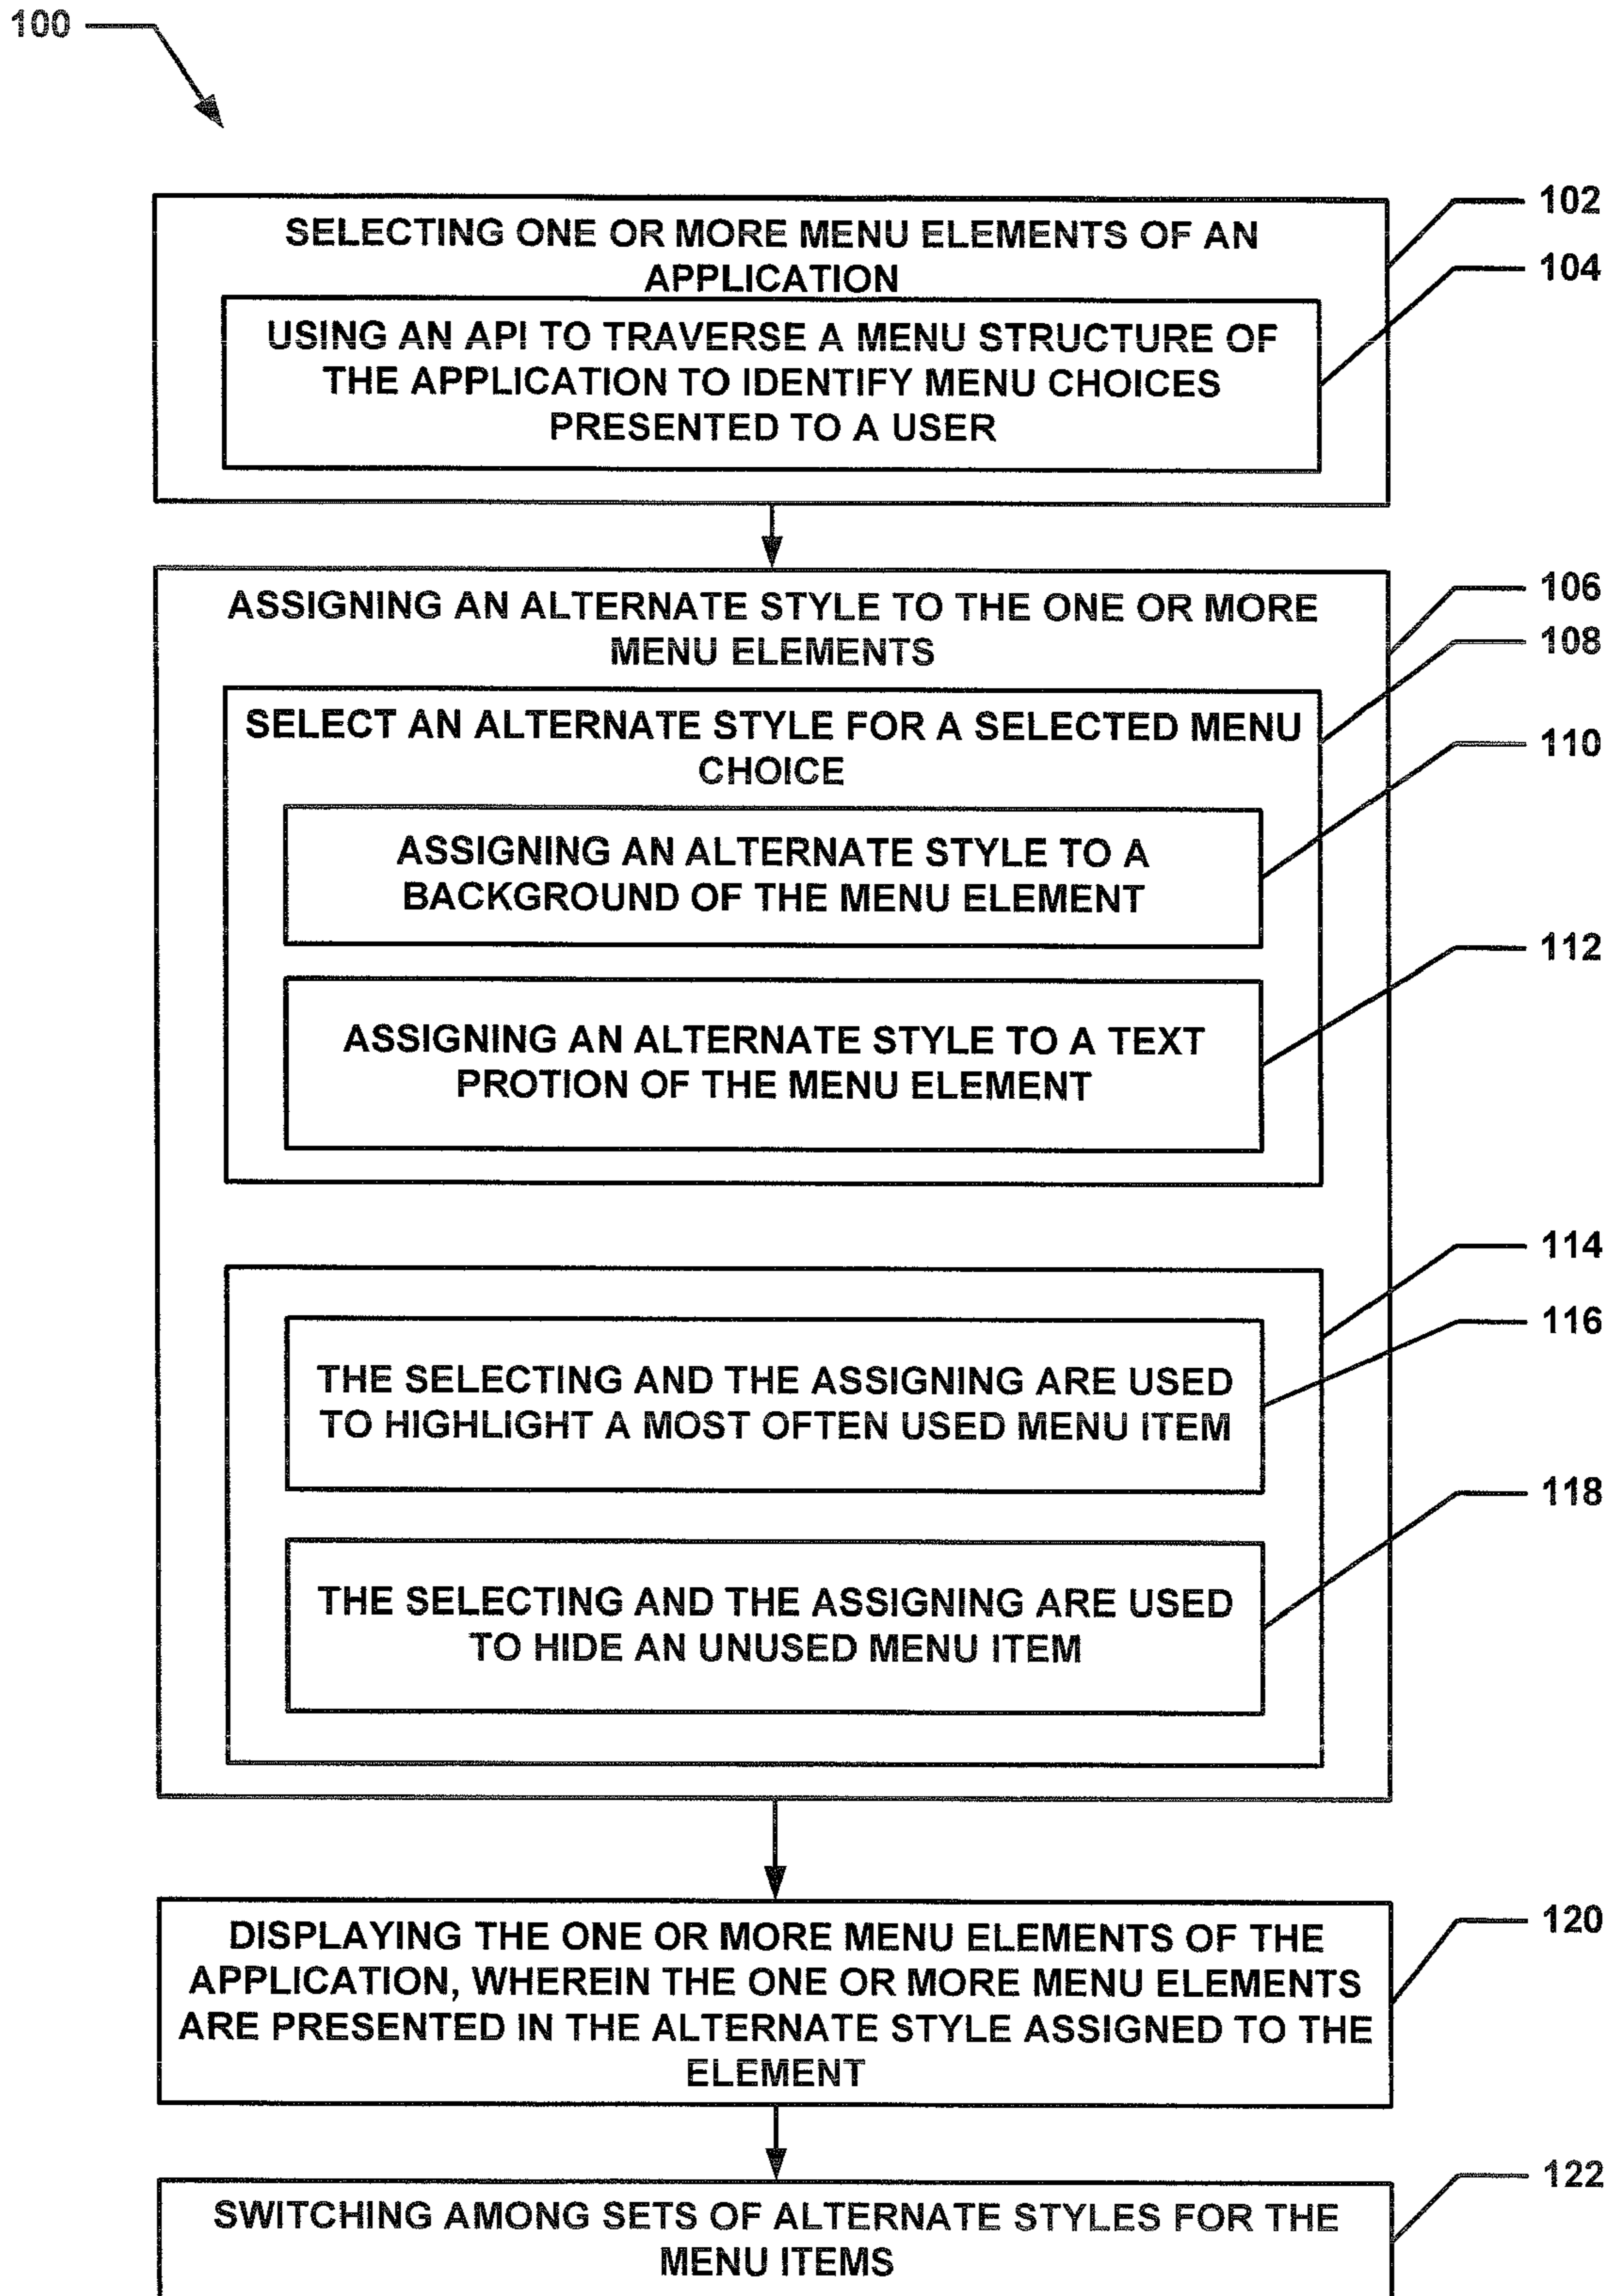 100
102
SELECTING ONE OR MORE MENU ELEMENTS OF AN
APPLICATION
104
USING AN API TO TRAVERSE A MENU STRUCTURE OF
THE APPLICATION TO IDENTIFY MENU CHOICES
PRESENTED TO A USER
106
ASSIGNING AN ALTERNATE STYLE TO THE ONE OR MORE
MENU ELEMENTS
108
SELECT AN ALTERNATE STYLE FOR A SELECTED MENU
CHOICE
110
ASSIGNING AN ALTERNATE STYLE TO A
BACKGROUND OF THE MENU ELEMENT
112
ASSIGNING AN ALTERNATE STYLE TO A TEXT
PROTION OF THE MENU ELEMENT
114
116
THE SELECTING AND THE ASSIGNING ARE USED
TO HIGHLIGHT A MOST OFTEN USED MENU ITEM
118
THE SELECTING AND THE ASSIGNING ARE USED
TO HIDE AN UNUSED MENU ITEM
120
DISPLAYING THE ONE OR MORE MENU ELEMENTS OF THE
APPLICATION, WHEREIN THE ONE OR MORE MENU ELEMENTS
ARE PRESENTED IN THE ALTERNATE STYLE ASSIGNED TO THE
ELEMENT
122
SWITCHING AMONG SETS OF ALTERNATE STYLES FOR THE
MENU ITEMS